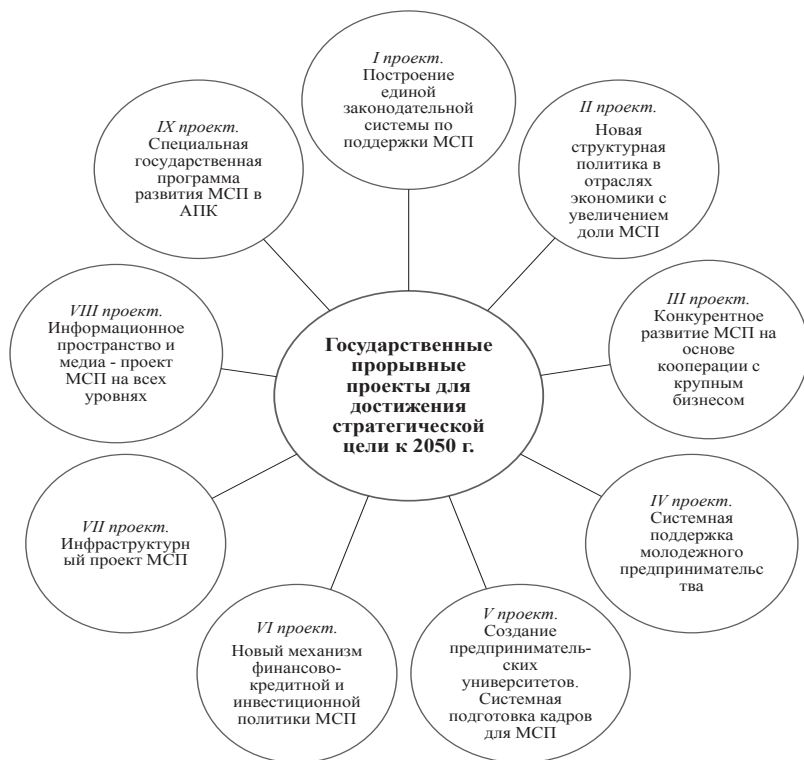 I проект.
Построение
единой
законодательной
системы по
поддержки МСП
II проект.
Новая
структурная
политика в
отраслях
экономики с
увеличением
доли МСП
III проект.
Конкурентное
развитие МСП на
основе
кооперации с
крупным
бизнесом
IV проект.
Системная
поддержка
молодежного
предпринимательс
тва
V проект.
Создание
предприниматель-
ских
университетов.
Системная
подготовка кадров
для МСП
VI проект.
Новый механизм
финансово-
кредитной и
инвестиционной
политики МСП
VII проект.
Инфраструктурн
ый проект МСП
VIII проект.
Информационное
пространство и
медиа - проект
МСП на всех
уровнях
IX проект.
Специальная
государственная
программа
развития МСП в
АПК
Государственные
прорывные
проекты для
достижения
стратегической
цели к 2050 г.